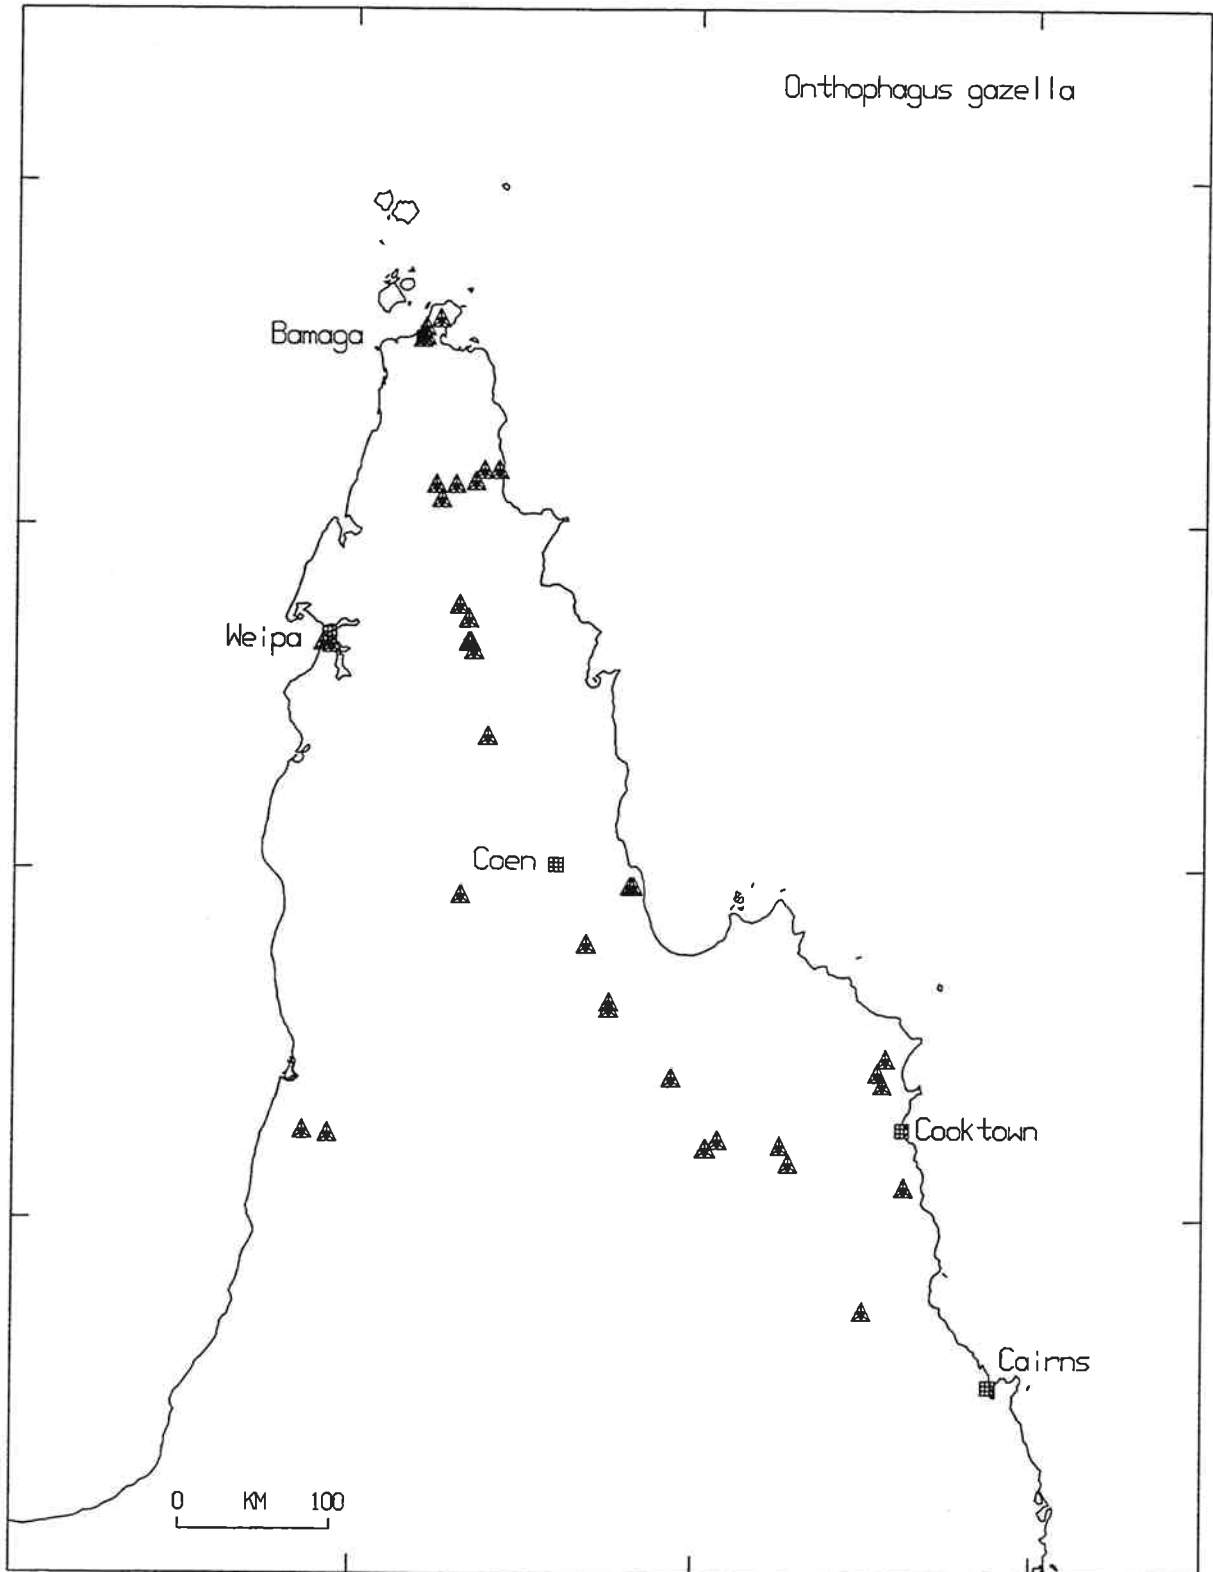 Onthophagus gazella
Bamaga
Weipa
Coen
Cooktown
Cairns
0 KM 100